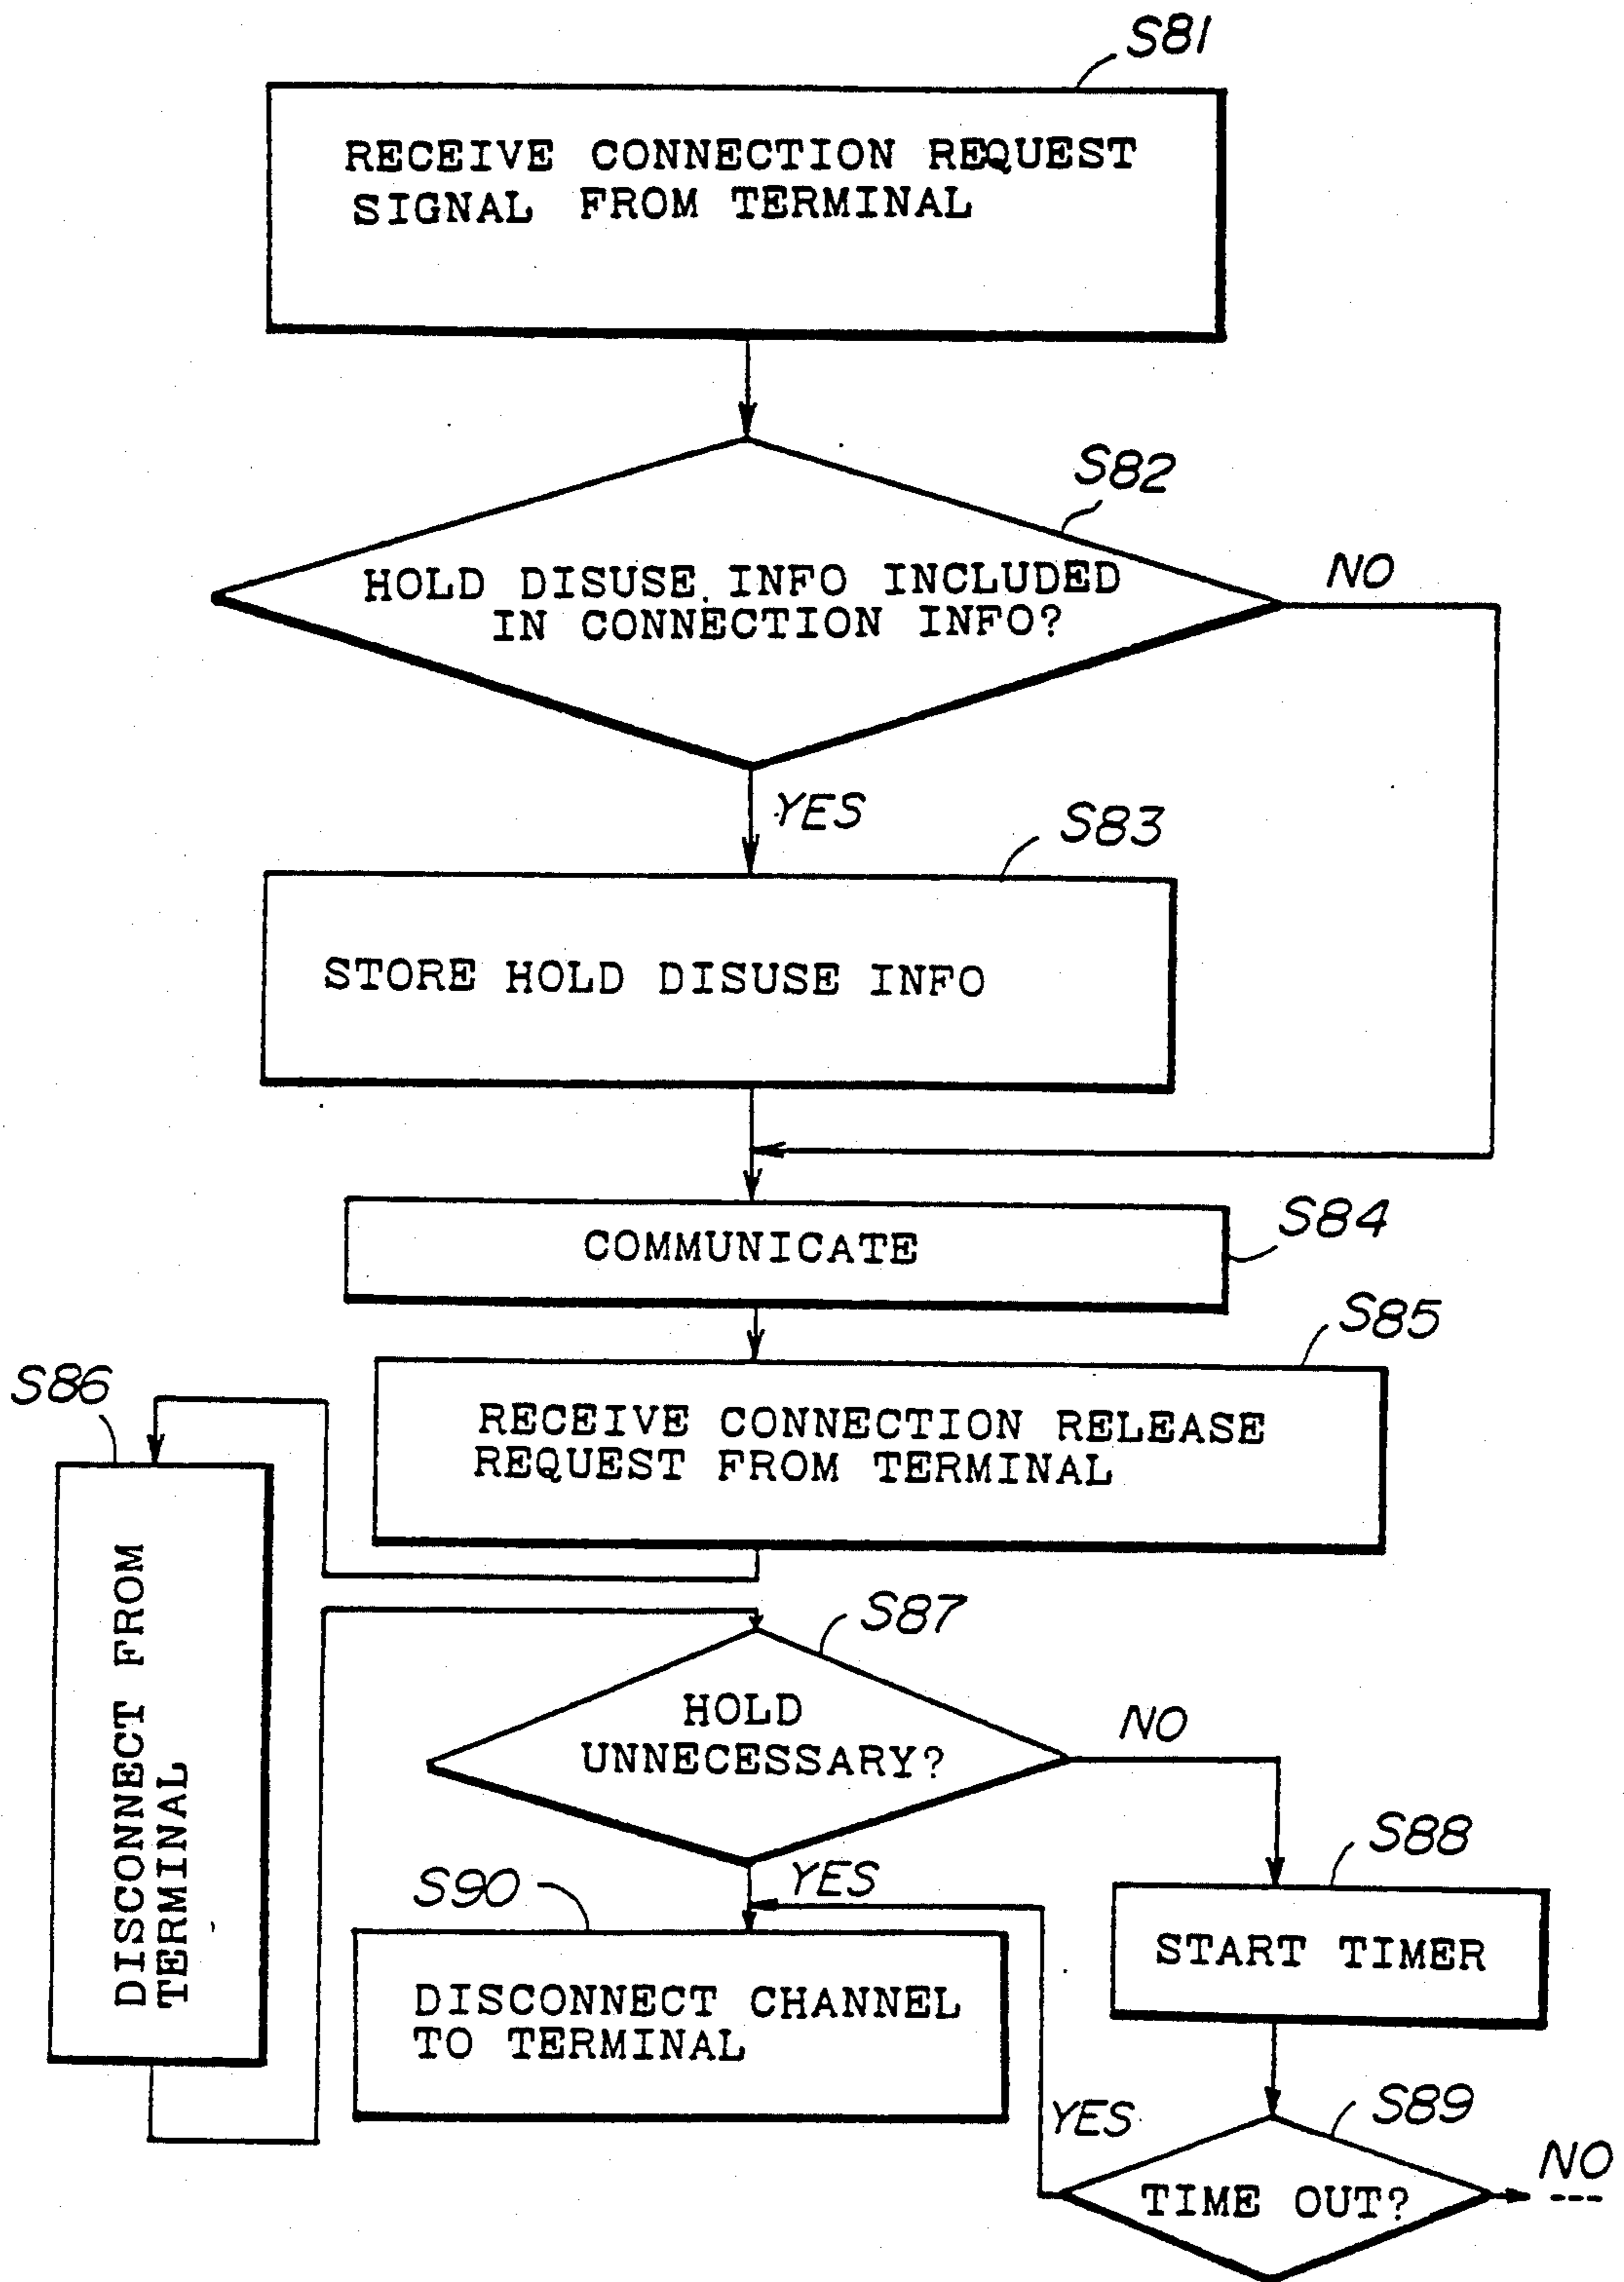 S81
RECEIVE CONNECTION REQUEST
SIGNAL FROM TERMINAL
S82
HOLD DISUSE INFO INCLUDED
IN CONNECTION INFO?
NO
YES
S83
STORE HOLD DISUSE INFO
S84
COMMUNICATE
S85
RECEIVE CONNECTION RELEASE
REQUEST FROM TERMINAL
S86
DISCONNECT FROM
TERMINAL
S87
HOLD
UNNECESSARY?
NO
YES
S88
START TIMER
S90
DISCONNECT CHANNEL
TO TERMINAL
S89
TIME OUT?
YES
NO
---